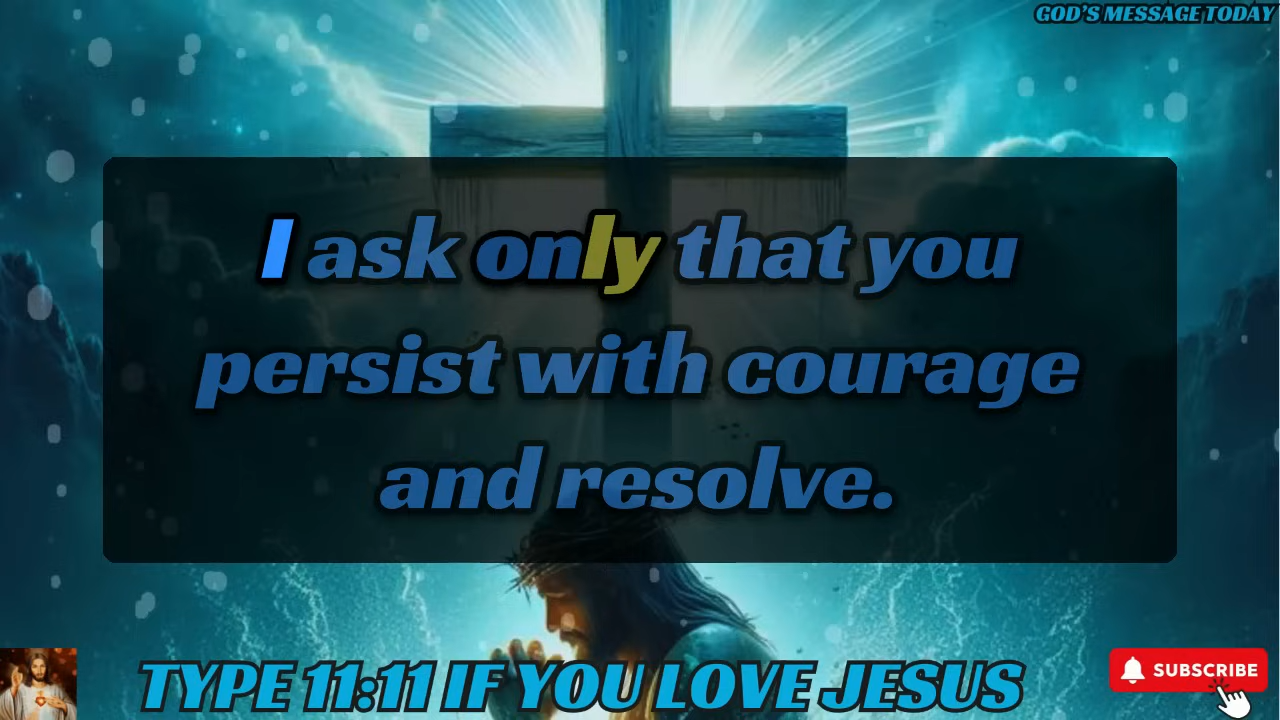 GOD'S MESSAGE TODAY
I ask only that you
persist with courage
and resolve.
TYPE 11:11 IF YOU LOVE JESUS
SUBSCRIBE